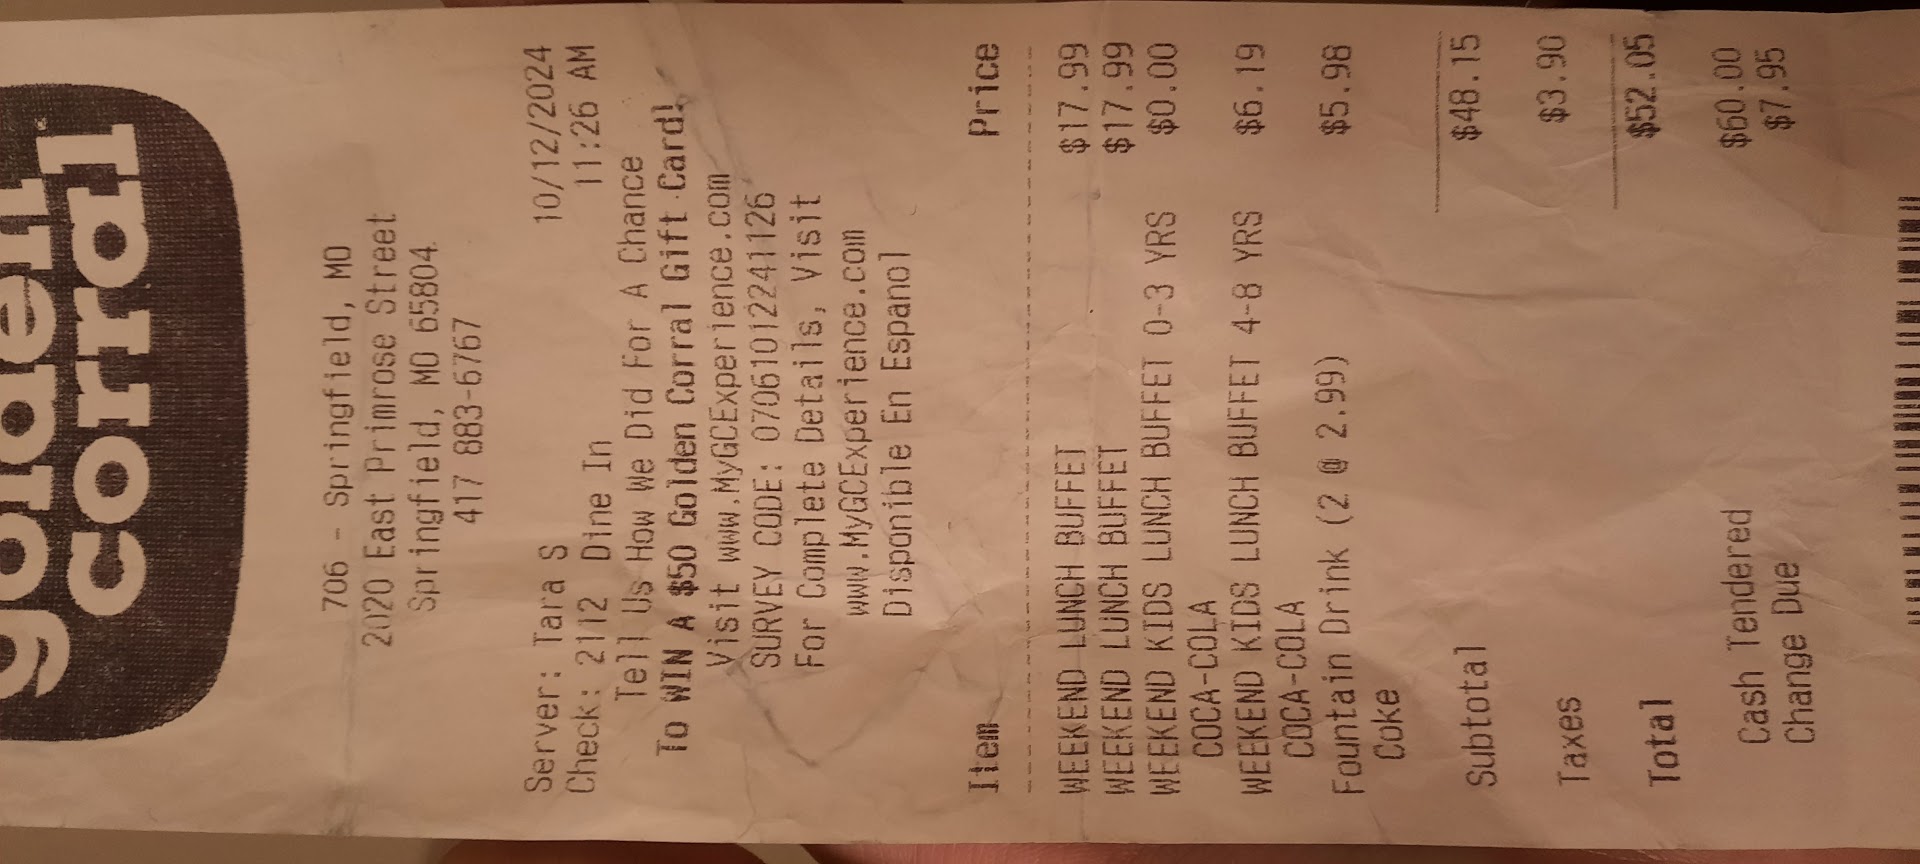 golden
corral
706 - Springfield, MO
2020 East Primrose Street
Springfield, MO 65804
417 883-6767
Server: Tara S 10/12/2024
Check: 2112 Dine In 11:26 AM
Tell Us How We Did For A Chance
To WIN A $50 Golden Corral Gift Card!
Visit www.MyGCExperience.com
SURVEY CODE: 07061012241126
For Complete Details, Visit
www.MyGCExperience.com
Disponible En Espanol
Item Price
WEEKEND LUNCH BUFFET $17.99
WEEKEND LUNCH BUFFET $17.99
WEEKEND KIDS LUNCH BUFFET 0-3 YRS $0.00
COCA-COLA
WEEKEND KIDS LUNCH BUFFET 4-8 YRS $6.19
COCA-COLA
Fountain Drink (2 @ 2.99) $5.98
Coke
Subtotal $48.15
Taxes $3.90
Total $52.05
Cash Tendered $60.00
Change Due $7.95